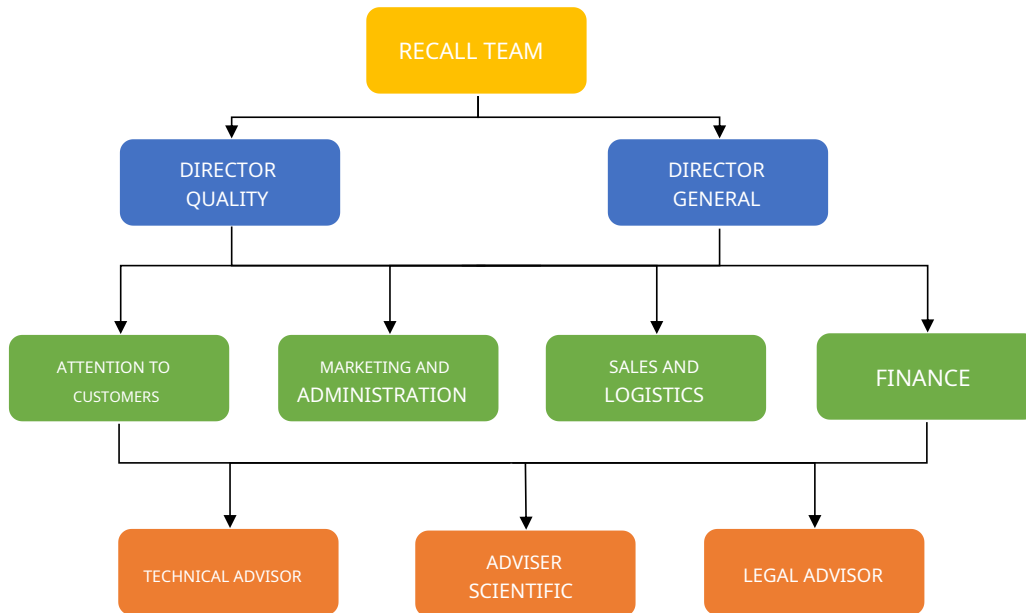 RECALL TEAM
DIRECTOR
QUALITY
DIRECTOR
GENERAL
ATTENTION TO
CUSTOMERS
MARKETING AND
ADMINISTRATION
SALES AND
LOGISTICS
FINANCE
TECHNICAL ADVISOR
ADVISER
SCIENTIFIC
LEGAL ADVISOR